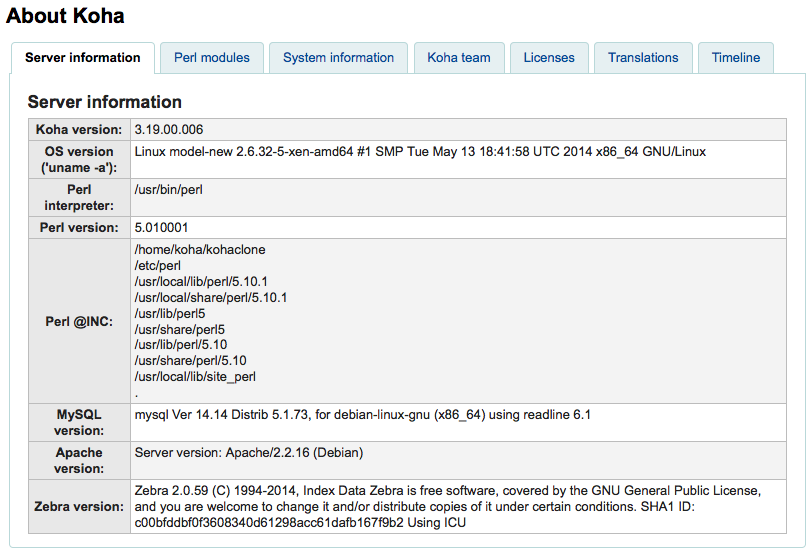 About Koha
Server information
Perl modules
System information
Koha team
Licenses
Translations
Timeline
Server information
Koha version: 3.19.00.006
OS version
('uname -a'):
Linux model-new 2.6.32-5-xen-amd64 #1 SMP Tue May 13 18:41:58 UTC 2014 x86_64 GNU/Linux
Perl
interpreter:
/usr/bin/perl
Perl version: 5.010001
Perl @INC:
/home/koha/kohaclone
/etc/perl
/usr/local/lib/perl/5.10.1
/usr/local/share/perl/5.10.1
/usr/lib/perl5
/usr/share/perl5
/usr/lib/perl/5.10
/usr/share/perl/5.10
/usr/local/lib/site_perl
.
MySQL
version:
mysql Ver 14.14 Distrib 5.1.73, for debian-linux-gnu (x86_64) using readline 6.1
Apache
version:
Server version: Apache/2.2.16 (Debian)
Zebra version:
Zebra 2.0.59 (C) 1994-2014, Index Data Zebra is free software, covered by the GNU General Public License,
and you are welcome to change it and/or distribute copies of it under certain conditions. SHA1 ID:
c00bfddbf0f3608340d61298acc61dafb167f9b2 Using ICU